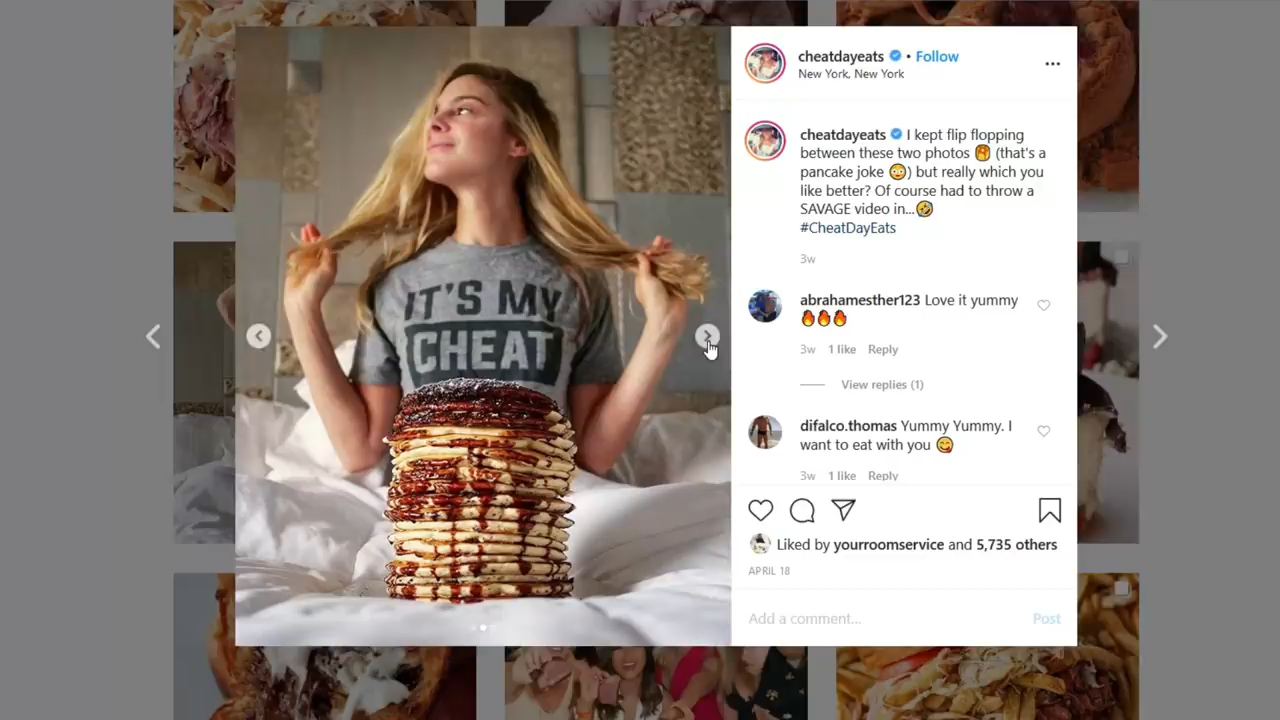 IT'S MY
CHEAT
cheatdayeats • Follow
New York, New York
cheatdayeats I kept flip flopping
between these two photos 🥞 (that's a
pancake joke 😳) but really which you
like better? Of course had to throw a
SAVAGE video in...🤣
#CheatDayEats
3w
abrahamesther123 Love it yummy
🔥🔥🔥
3w 1 like Reply
View replies (1)
difalco.thomas Yummy Yummy. I
want to eat with you 😋
3w 1 like Reply
Liked by yourroomservice and 5,735 others
APRIL 18
Add a comment... Post